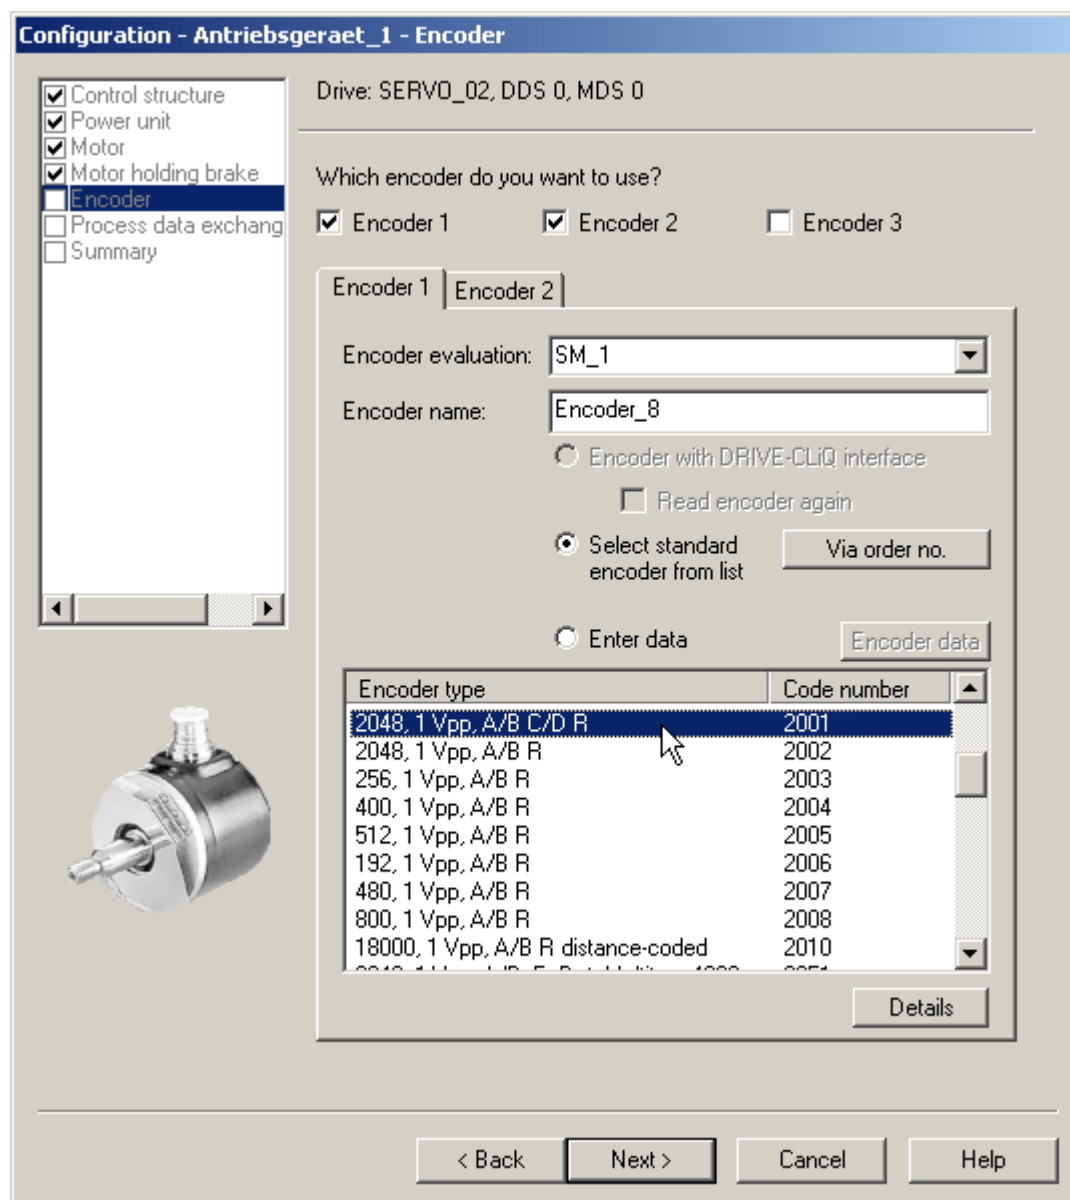 Configuration - Antriebsgeraet_1 - Encoder
Control structure
Power unit
Motor
Motor holding brake
Encoder
Process data exchang
Summary
Drive: SERVO_02, DDS 0, MDS 0
Which encoder do you want to use?
Encoder 1 Encoder 2 Encoder 3
Encoder 1 Encoder 2
Encoder evaluation: SM_1
Encoder name: Encoder_8
Encoder with DRIVE-CLiQ interface
Read encoder again
Select standard
encoder from list
Via order no.
Enter data Encoder data
Encoder type Code number
2048, 1 Vpp, A/B C/D R 2001
2048, 1 Vpp, A/B R 2002
256, 1 Vpp, A/B R 2003
400, 1 Vpp, A/B R 2004
512, 1 Vpp, A/B R 2005
192, 1 Vpp, A/B R 2006
480, 1 Vpp, A/B R 2007
800, 1 Vpp, A/B R 2008
18000, 1 Vpp, A/B R distance-coded 2010
Details
< Back Next > Cancel Help